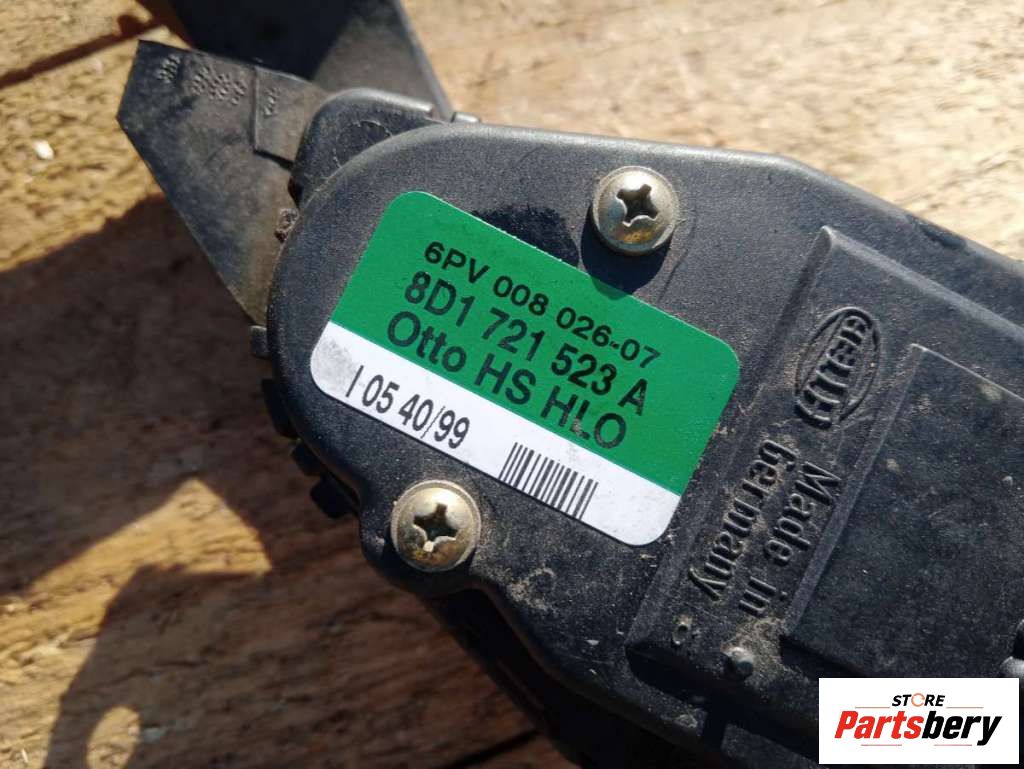 6PV 008 026-07
8D1 721 523 A
Otto HS HLO
I 05 40/99
Hella
Made in
Germany
STORE
Partsbery